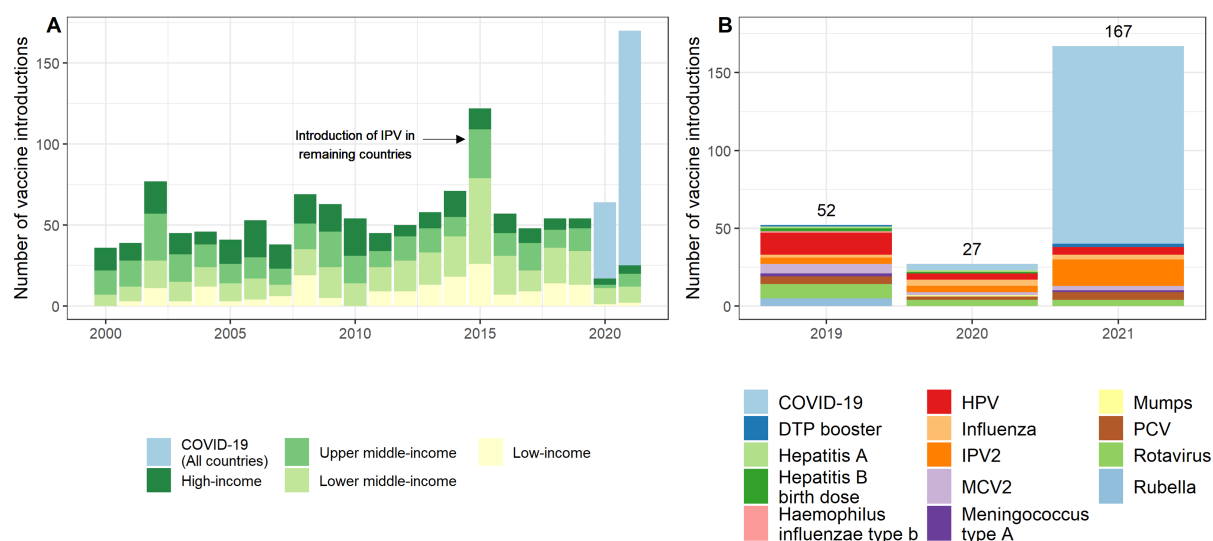 A
Number of vaccine introductions
150
100
50
0
Introduction of IPV in
remaining countries
2000
2005
2010
2015
2020
COVID-19
(All countries)
High-income
Upper middle-income
Lower middle-income
Low-income
B
Number of vaccine introductions
150
100
50
0
52
27
167
2019
2020
2021
COVID-19
DTP booster
Hepatitis A
Hepatitis B
birth dose
Haemophilus
influenzae type b
HPV
Influenza
IPV2
MCV2
Meningococcus
type A
Mumps
PCV
Rotavirus
Rubella